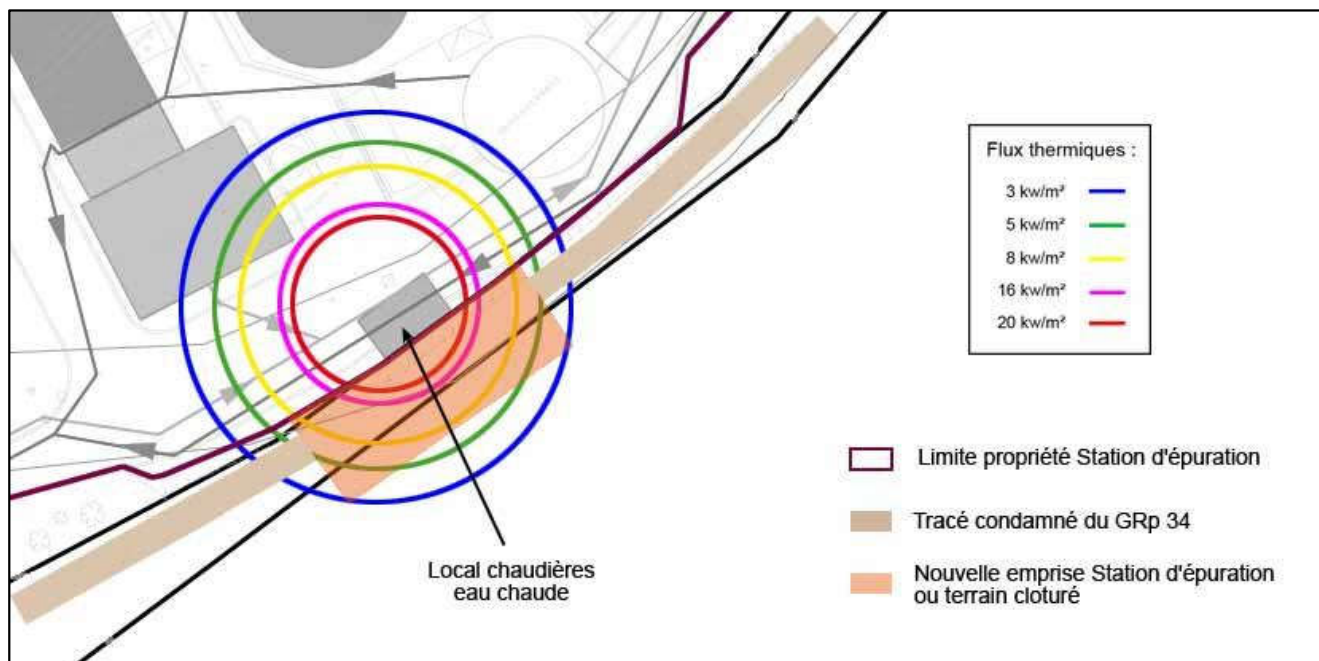 Flux thermiques :
3 kw/m²
5 kw/m²
8 kw/m²
16 kw/m²
20 kw/m²
Limite propriété Station d'épuration
Tracé condamné du GRp 34
Nouvelle emprise Station d'épuration
ou terrain cloturé
Local chaudières
eau chaude